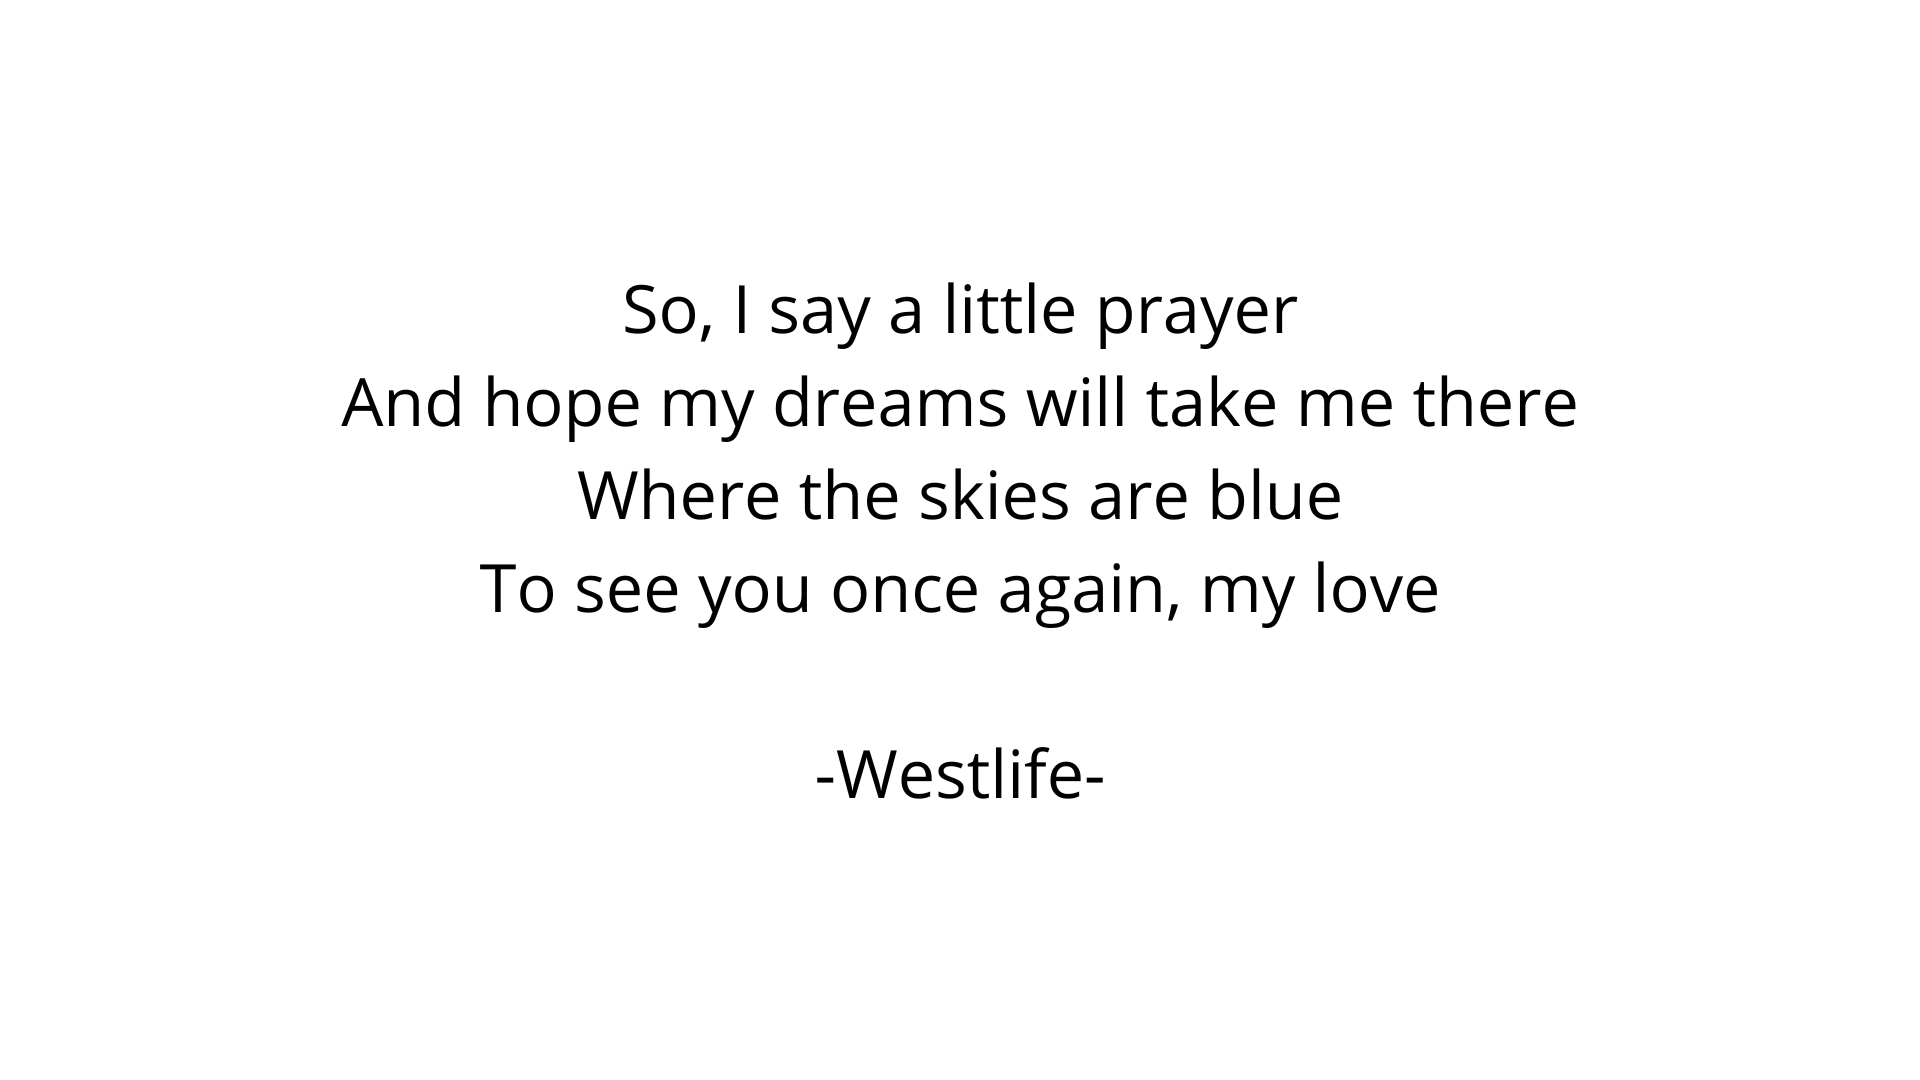 So, I say a little prayer
And hope my dreams will take me there
Where the skies are blue
To see you once again, my love
-Westlife-